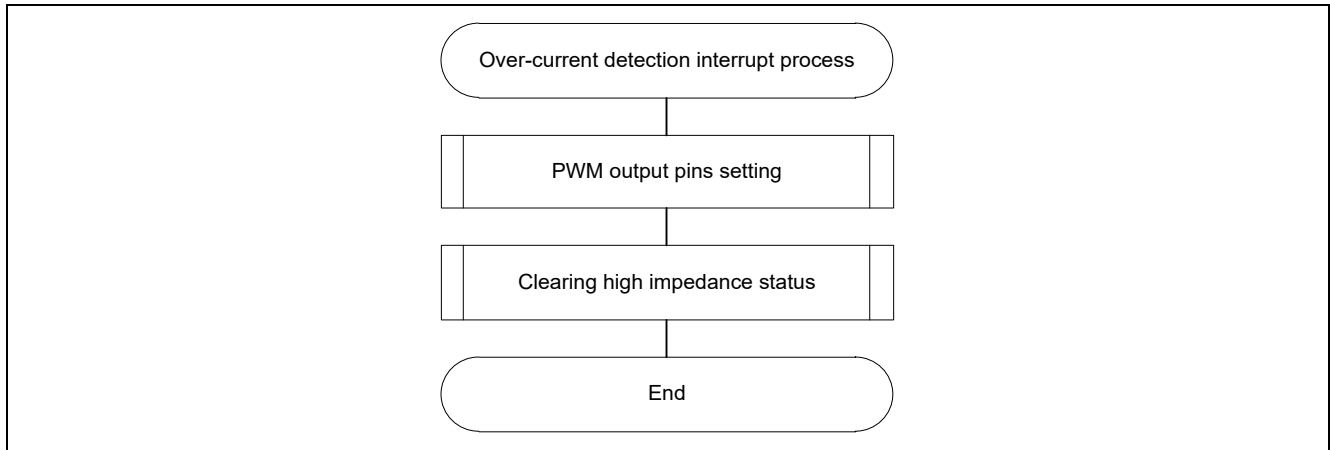 Over-current detection interrupt process
PWM output pins setting
Clearing high impedance status
End